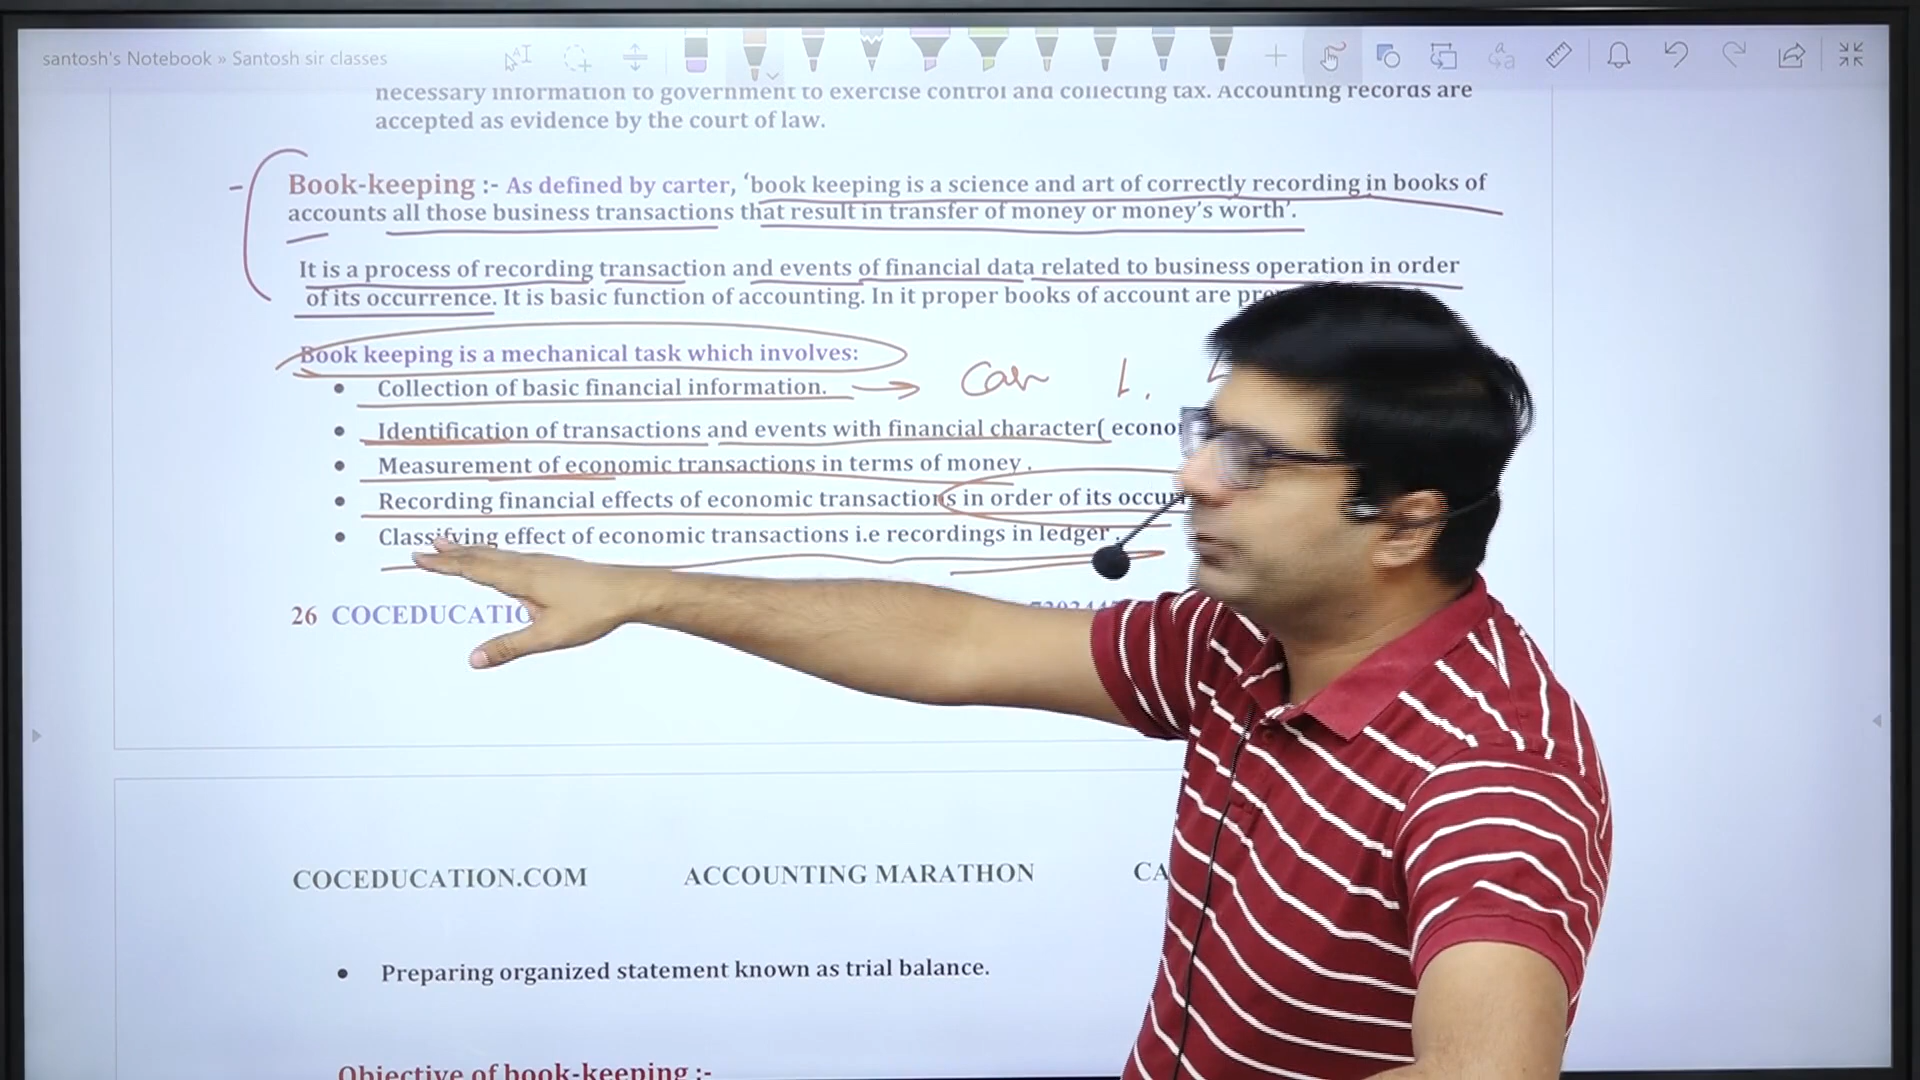 santosh's Notebook » Santosh sir classes
necessary information to government to exercise control and collecting tax. Accounting records are
accepted as evidence by the court of law.
Book-keeping :- As defined by carter, ‘book keeping is a science and art of correctly recording in books of
accounts all those business transactions that result in transfer of money or money's worth’.
It is a process of recording transaction and events of financial data related to business operation in order
of its occurrence. It is basic function of accounting. In it proper books of account are
Book keeping is a mechanical task which involves:
• Collection of basic financial information.
• Identification of transactions and events with financial character(
• Measurement of economic transactions in terms of money .
• Recording financial effects of economic transactions in order of its
• Classifying effect of economic transactions i.e recordings in ledger .
26 COCEDUCATIO
COCEDUCATION.COM ACCOUNTING MARATHON CA
• Preparing organized statement known as trial balance.
Objective of book-keeping :-